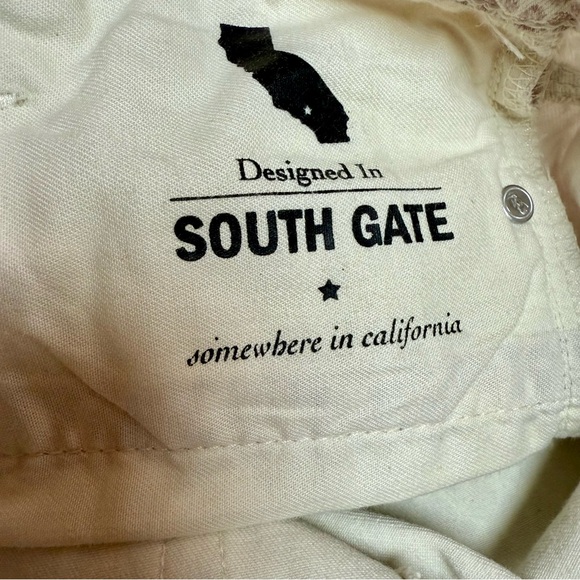 Designed In
SOUTH GATE
somewhere in california